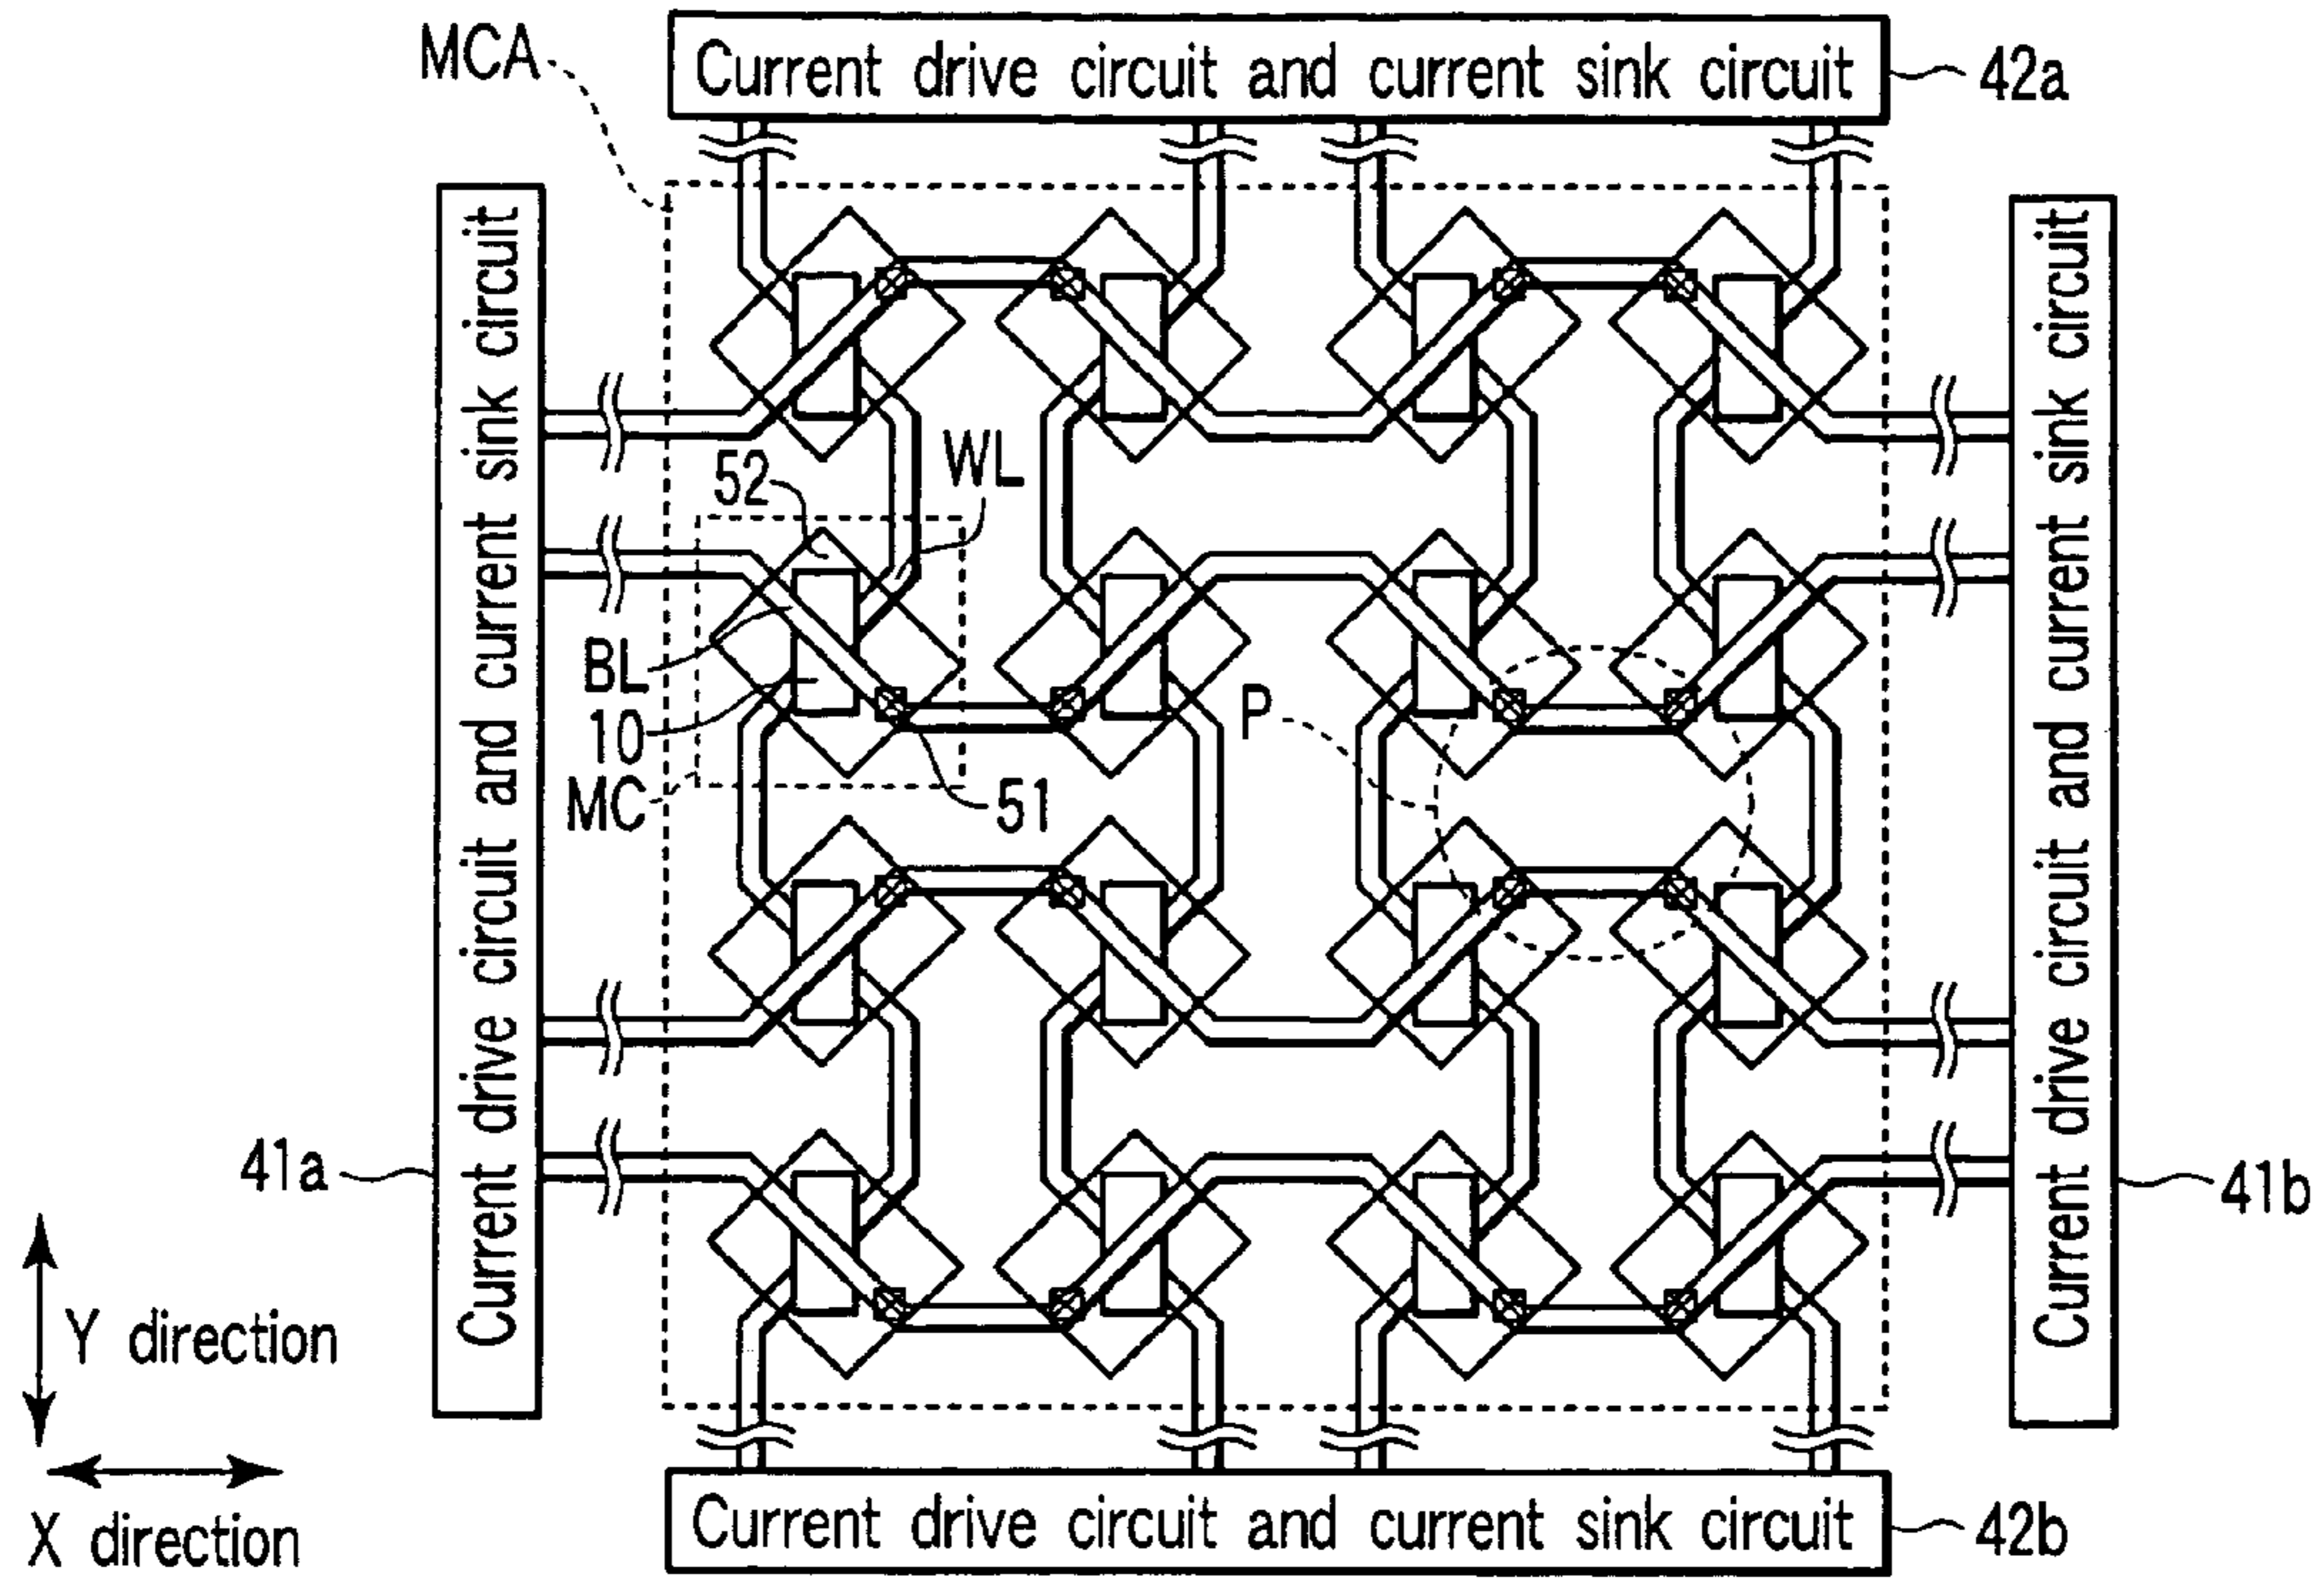 MCA
Current drive circuit and current sink circuit
42a
Current drive circuit and current sink circuit
Current drive circuit and current sink circuit
52
WL
BL
10
MC
51
P
41a
41b
Y direction
X direction
Current drive circuit and current sink circuit
42b